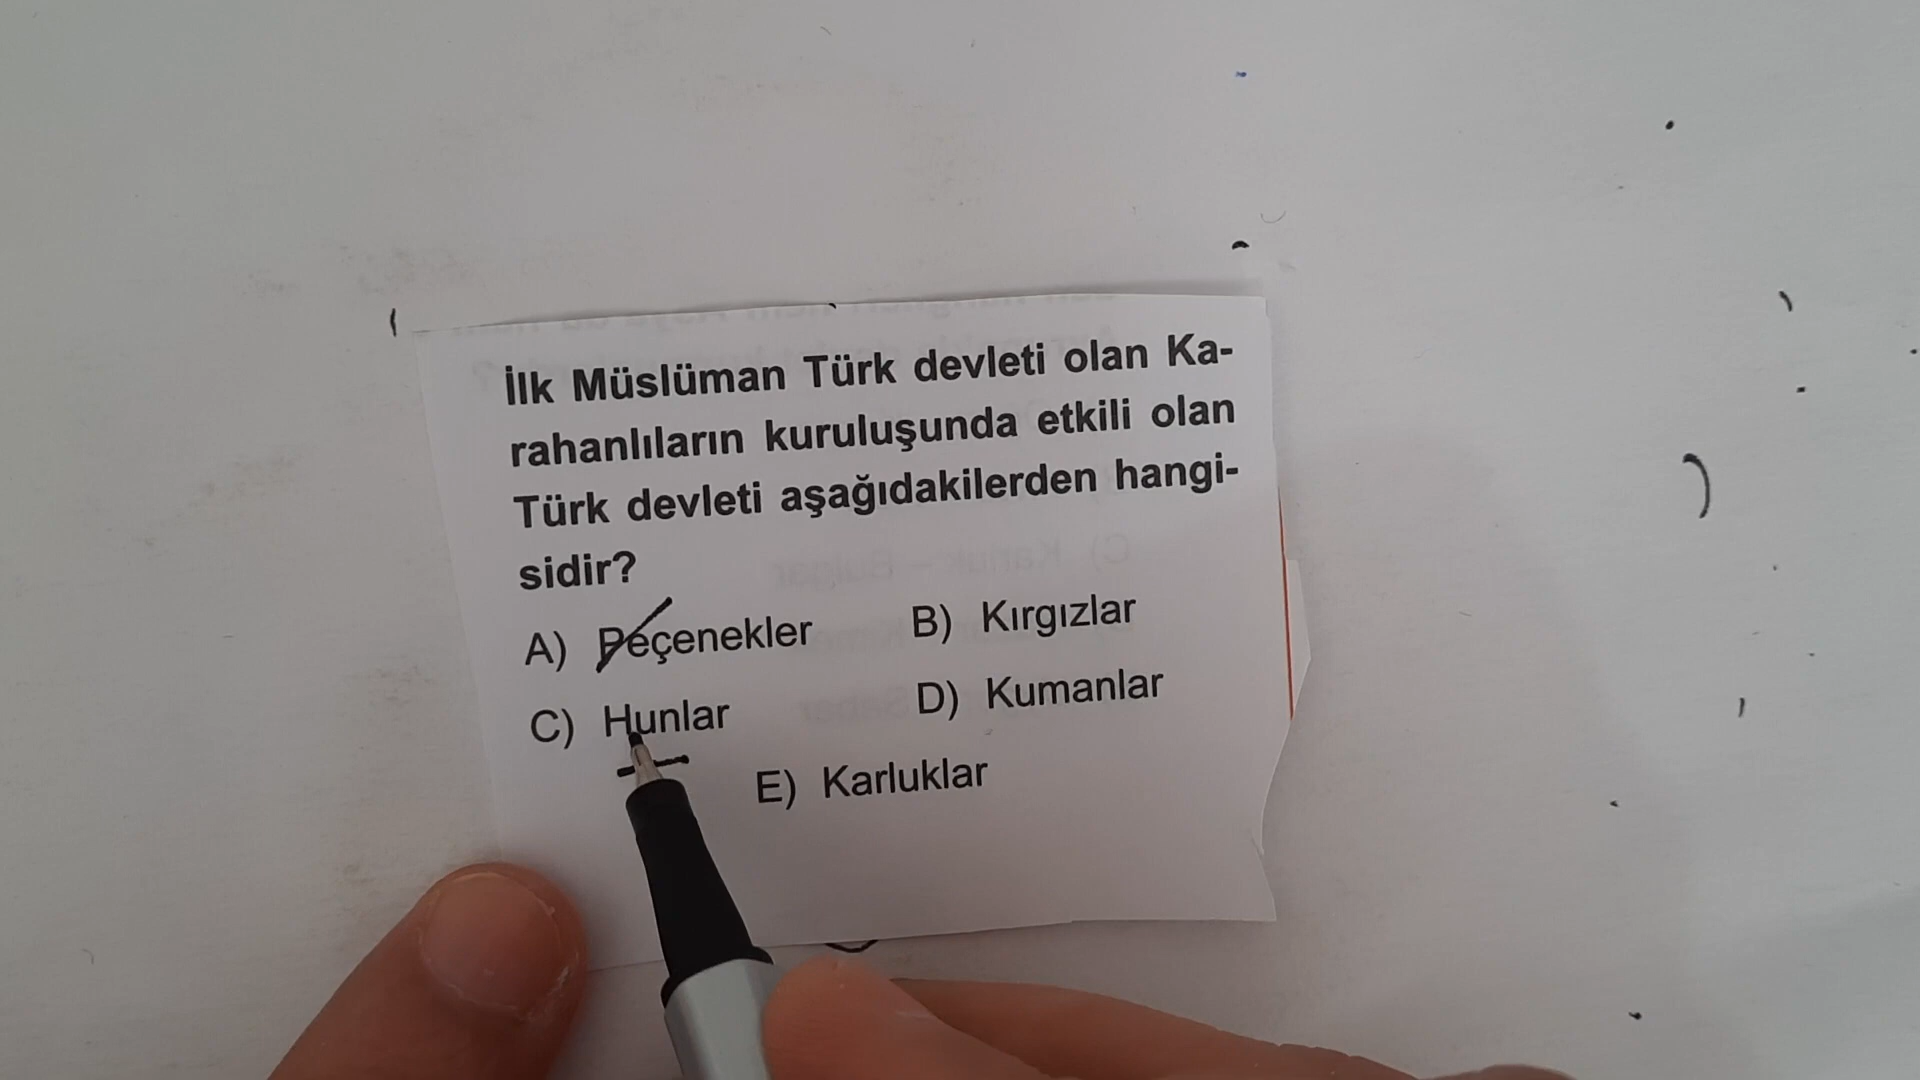 İlk Müslüman Türk devleti olan Ka-
rahanlıların kuruluşunda etkili olan
Türk devleti aşağıdakilerden hangi-
sidir?
A) Peçenekler B) Kırgızlar
C) Hunlar D) Kumanlar
E) Karluklar